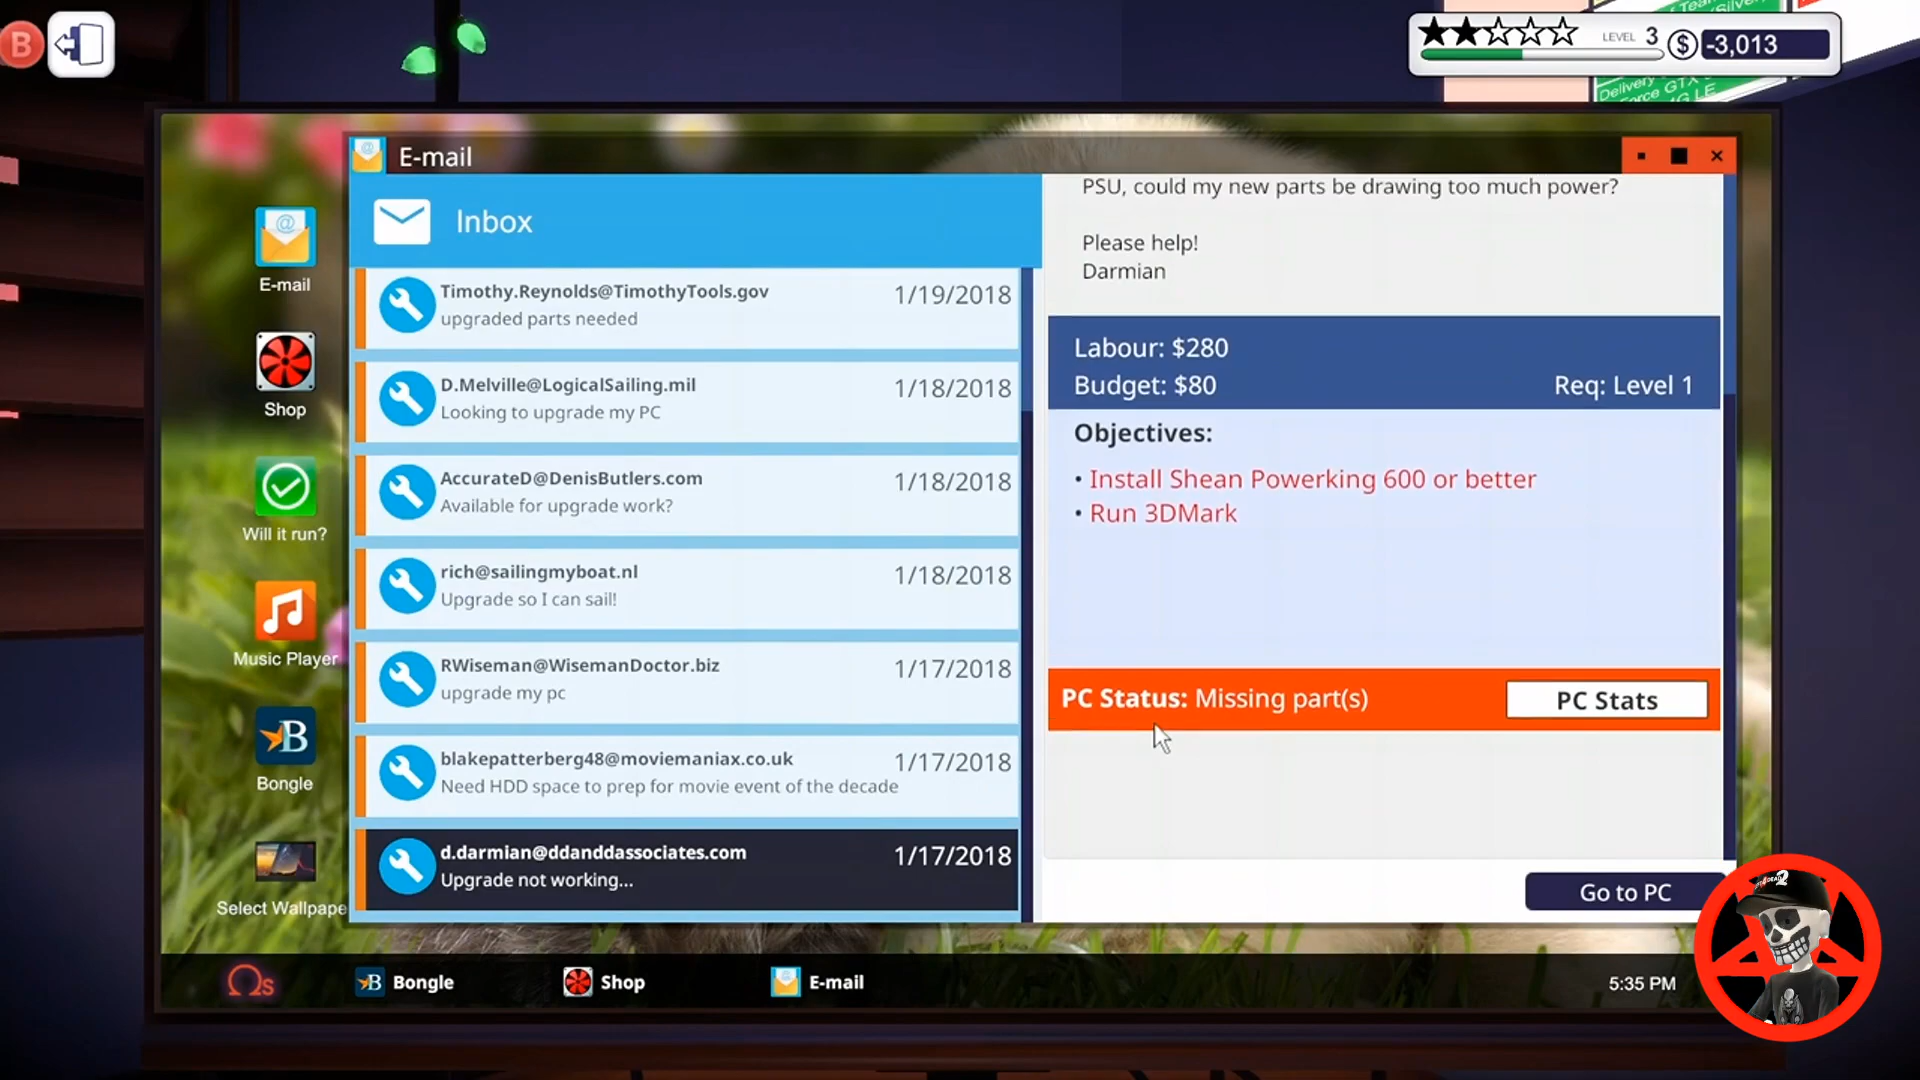 B
LEVEL 3
$ -3,013
Delivery
Force GTX
G LE
E-mail
Inbox
PSU, could my new parts be drawing too much power?
Please help!
Darmian
Labour: $280
Budget: $80
Req: Level 1
Objectives:
• Install Shean Powerking 600 or better
• Run 3DMark
PC Status: Missing part(s)
PC Stats
Go to PC
Timothy.Reynolds@TimothyTools.gov
1/19/2018
upgraded parts needed
D.Melville@LogicalSailing.mil
1/18/2018
Looking to upgrade my PC
AccurateD@DenisButlers.com
1/18/2018
Available for upgrade work?
rich@sailingmyboat.nl
1/18/2018
Upgrade so I can sail!
RWiseman@WisemanDoctor.biz
1/17/2018
upgrade my pc
blakepatterberg48@moviemaniax.co.uk
1/17/2018
Need HDD space to prep for movie event of the decade
d.darmian@ddanddassociates.com
1/17/2018
Upgrade not working...
E-mail
Shop
Will it run?
Music Player
B
Bongle
Select Wallpape
Ωs
B
Bongle
Shop
E-mail
5:35 PM